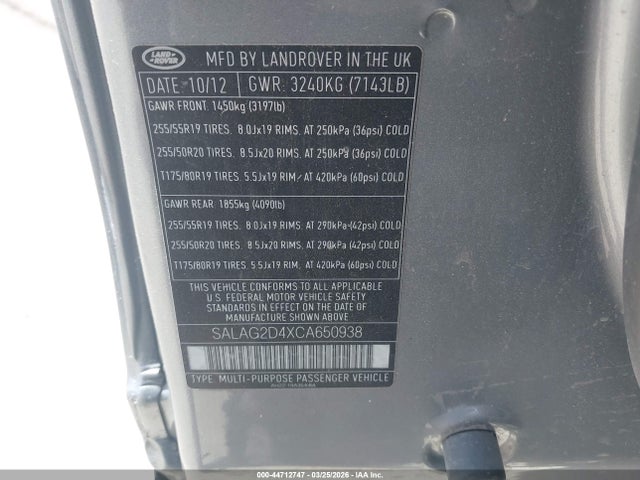 LAND ROVER
MFD BY LANDROVER IN THE UK
DATE: 10/12 GWR: 3240KG (7143LB)
GAWR FRONT: 1450kg (3197lb)
255/55R19 TIRES. 8.0Jx19 RIMS. AT 250kPa (36psi) COLD
255/50R20 TIRES. 8.5Jx20 RIMS. AT 250kPa (36psi) COLD
T175/80R19 TIRES. 5.5Jx19 RIM. AT 420kPa (60psi) COLD
GAWR REAR: 1855kg (4090lb)
255/55R19 TIRES. 8.0Jx19 RIMS. AT 290kPa (42psi) COLD
255/50R20 TIRES. 8.5Jx20 RIMS. AT 290kPa (42psi) COLD
T175/80R19 TIRES. 5.5Jx19 RIM. AT 420kPa (60psi) COLD
THIS VEHICLE CONFORMS TO ALL APPLICABLE
U.S. FEDERAL MOTOR VEHICLE SAFETY
STANDARDS IN EFFECT ON THE DATE OF
MANUFACTURE SHOWN ABOVE
SALAG2D4XCA650938
TYPE: MULTI-PURPOSE PASSENGER VEHICLE
000-44712747 - 03/25/2026 - IAA Inc.